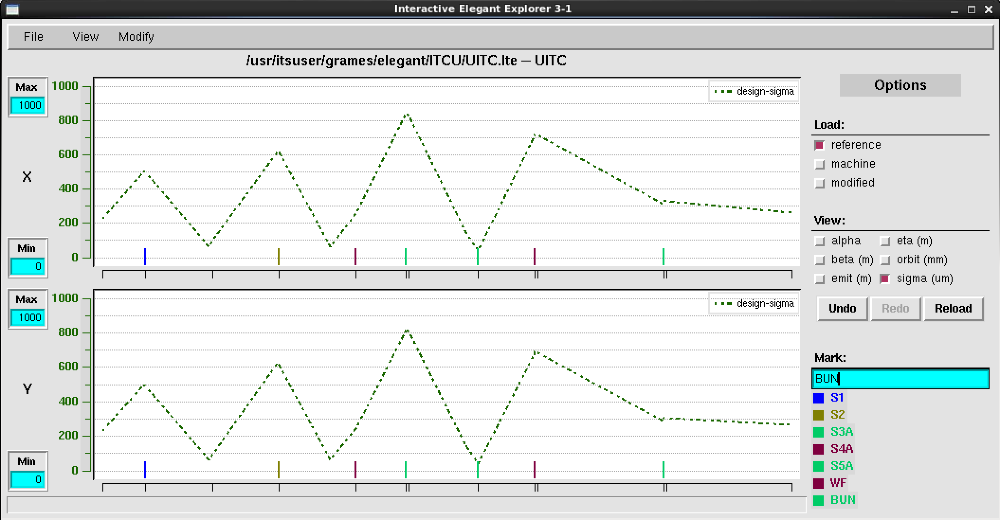 Interactive Elegant Explorer 3-1
File View Modify
/usr/itsuser/grames/elegant/ITCU/UITC.lte — UITC
Max
1000
X
Min
0
1000
800
600
400
200
0
design-sigma
Max
1000
Y
Min
0
1000
800
600
400
200
0
design-sigma
Options
Load:
reference
machine
modified
View:
alpha eta (m)
beta (m) orbit (mm)
emit (m) sigma (um)
Undo Redo Reload
Mark:
BUN
S1
S2
S3A
S4A
S5A
WF
BUN